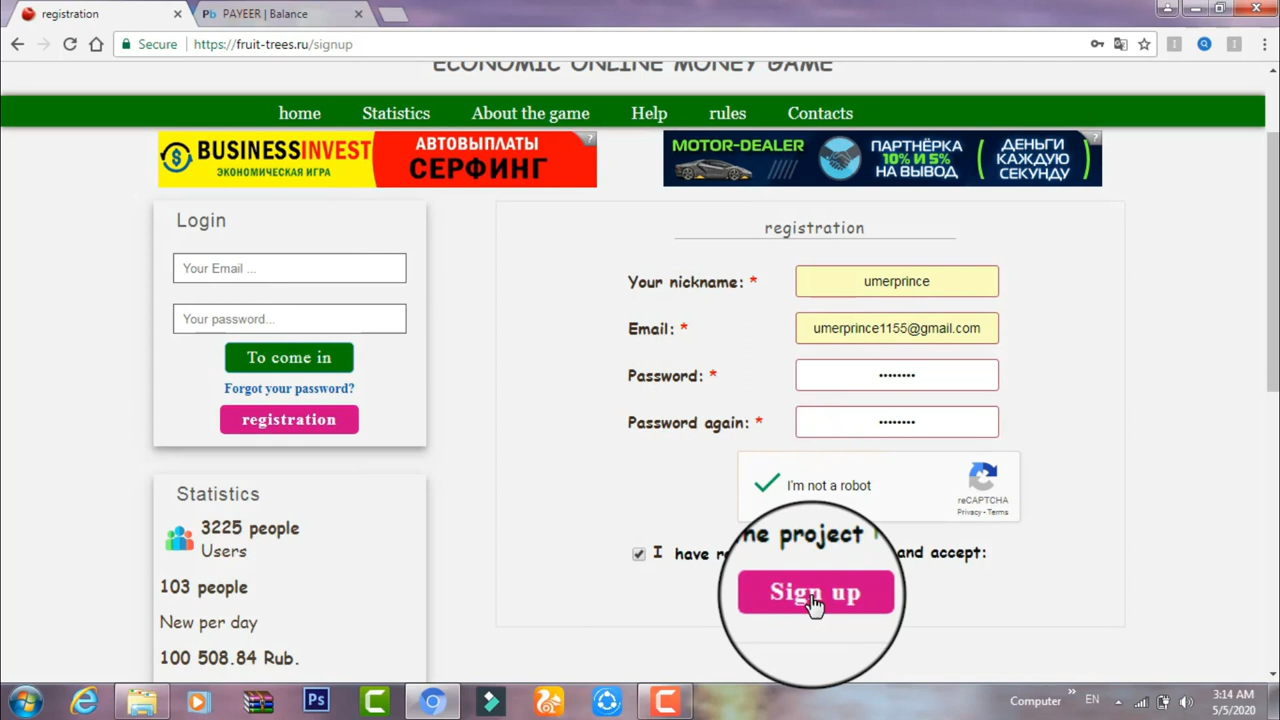 registration
PAYEER | Balance
Secure
https://fruit-trees.ru/signup
ECONOMIC ONLINE MONEY GAME
home
Statistics
About the game
Help
rules
Contacts
BUSINESSINVEST
ЭКОНОМИЧЕСКАЯ ИГРА
АВТОВЫПЛАТЫ
СЕРФИНГ
?
MOTOR-DEALER
ПАРТНЁРКА
10% И 5%
НА ВЫВОД
ДЕНЬГИ
КАЖДУЮ
СЕКУНДУ
?
Login
Your Email ...
Your password...
To come in
Forgot your password?
registration
Statistics
3225 people
Users
103 people
New per day
100 508.84 Rub.
registration
Your nickname: *
umerprince
Email: *
umerprince1155@gmail.com
Password: *
••••••••
Password again: *
••••••••
I'm not a robot
reCAPTCHA
Privacy - Terms
he project
I have
and accept:
Sign up
Pb
Ps
Computer
EN
3:14 AM
5/5/2020